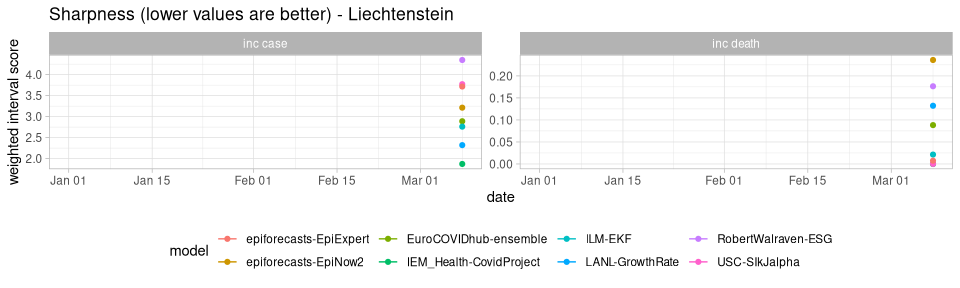 Sharpness (lower values are better) - Liechtenstein
inc case
inc death
weighted interval score
4.0
3.5
3.0
2.5
2.0
0.20
0.15
0.10
0.05
0.00
Jan 01
Jan 15
Feb 01
Feb 15
Mar 01
Jan 01
Jan 15
Feb 01
Feb 15
Mar 01
date
model
epiforecasts-EpiExpert
EuroCOVIDhub-ensemble
ILM-EKF
RobertWalraven-ESG
epiforecasts-EpiNow2
IEM_Health-CovidProject
LANL-GrowthRate
USC-SIkJalpha